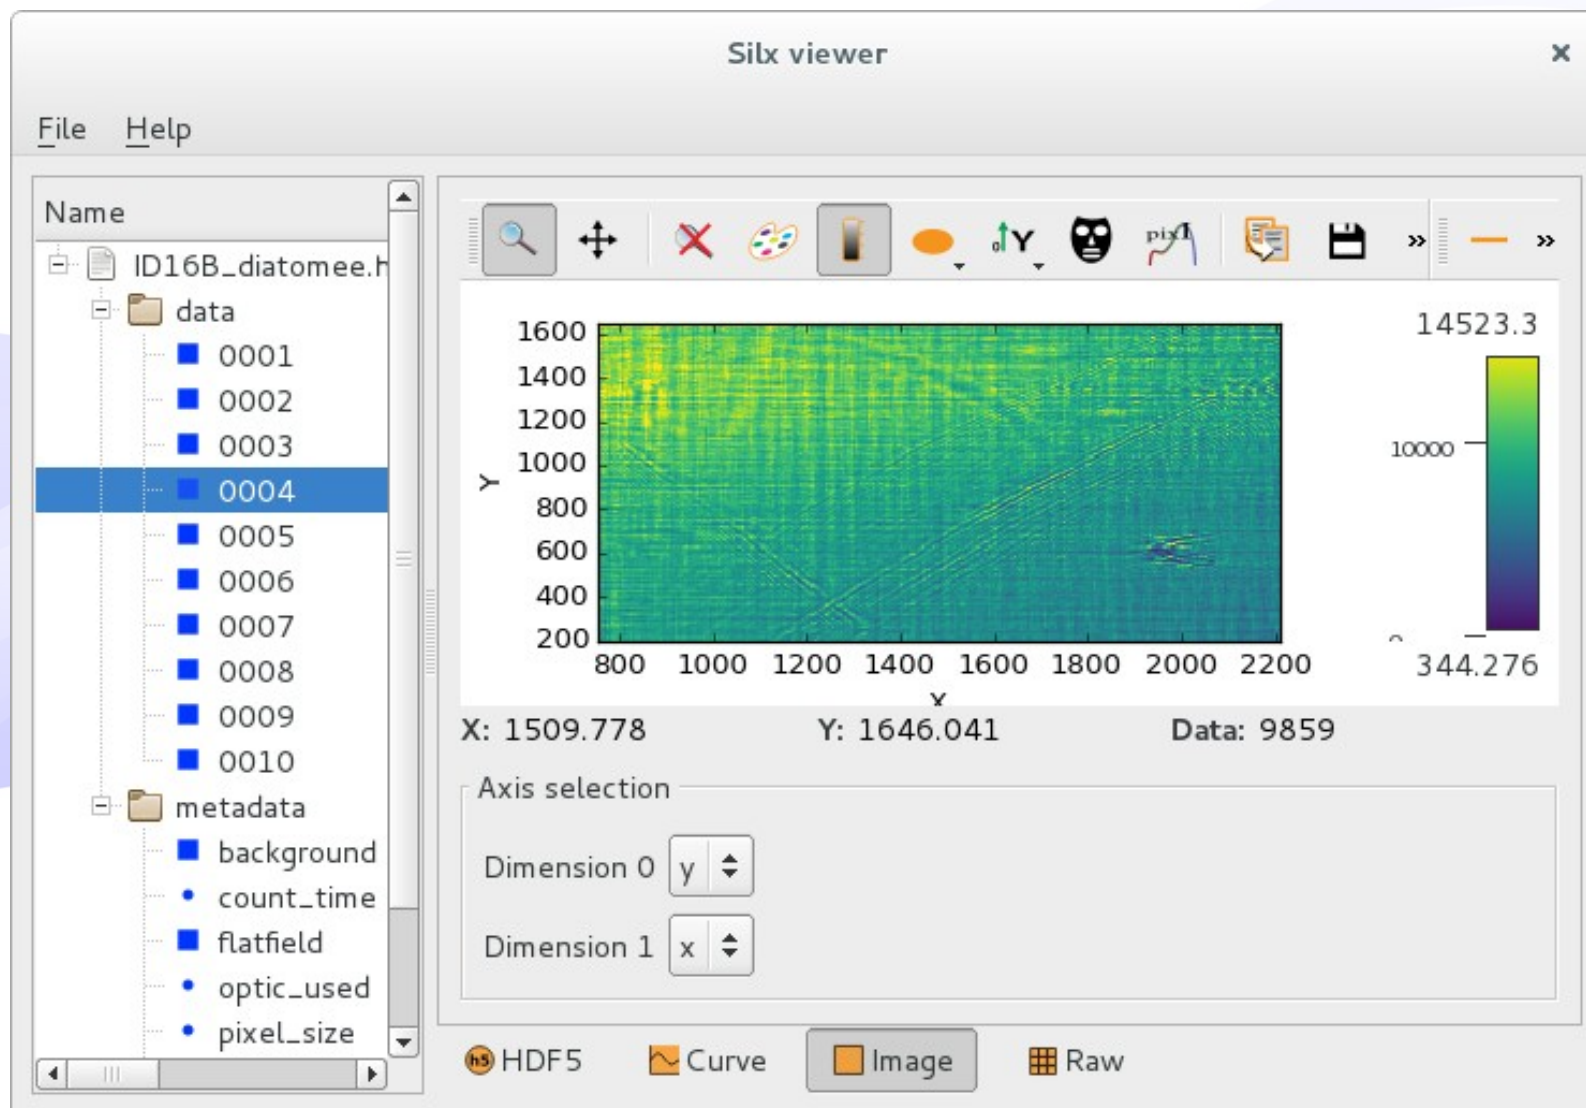 Silx viewer
File Help
Name
ID16B_diatomee.h
data
0001
0002
0003
0004
0005
0006
0007
0008
0009
0010
metadata
background
count_time
flatfield
optic_used
pixel_size
Y
pix1
1600
1400
1200
1000
800
600
400
200
Y
800 1000 1200 1400 1600 1800 2000 2200
X
14523.3
10000
0
344.276
X: 1509.778 Y: 1646.041 Data: 9859
Axis selection
Dimension 0 y
Dimension 1 x
h5 HDF5 Curve Image Raw